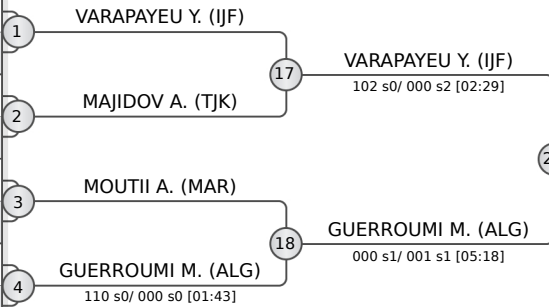 VARAPAYEU Y. (IJF)
1
17
VARAPAYEU Y. (IJF)
102 s0/ 000 s2 [02:29]
MAJIDOV A. (TJK)
2
MOUTII A. (MAR)
3
18
GUERROUMI M. (ALG)
000 s1/ 001 s1 [05:18]
GUERROUMI M. (ALG)
4
110 s0/ 000 s0 [01:43]